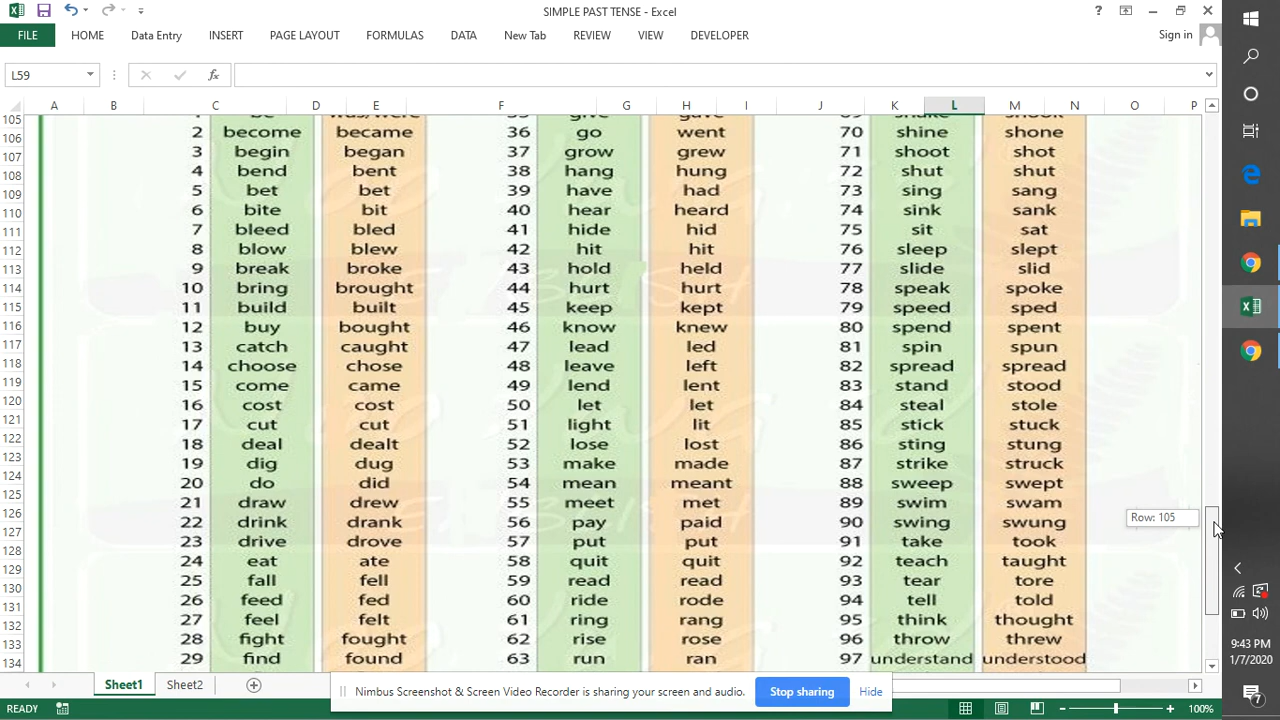 SIMPLE PAST TENSE - Excel
FILE HOME Data Entry INSERT PAGE LAYOUT FORMULAS DATA New Tab REVIEW VIEW DEVELOPER Sign in
L59
A B C D E F G H I J K L M N O P
105 1 be was/were 35 give gave 69 shake shook
106 2 become became 36 go went 70 shine shone
107 3 begin began 37 grow grew 71 shoot shot
108 4 bend bent 38 hang hung 72 shut shut
109 5 bet bet 39 have had 73 sing sang
110 6 bite bit 40 hear heard 74 sink sank
111 7 bleed bled 41 hide hid 75 sit sat
112 8 blow blew 42 hit hit 76 sleep slept
113 9 break broke 43 hold held 77 slide slid
114 10 bring brought 44 hurt hurt 78 speak spoke
115 11 build built 45 keep kept 79 speed sped
116 12 buy bought 46 know knew 80 spend spent
117 13 catch caught 47 lead led 81 spin spun
118 14 choose chose 48 leave left 82 spread spread
119 15 come came 49 lend lent 83 stand stood
120 16 cost cost 50 let let 84 steal stole
121 17 cut cut 51 light lit 85 stick stuck
122 18 deal dealt 52 lose lost 86 sting stung
123 19 dig dug 53 make made 87 strike struck
124 20 do did 54 mean meant 88 sweep swept
125 21 draw drew 55 meet met 89 swim swam
126 22 drink drank 56 pay paid 90 swing swung
127 23 drive drove 57 put put 91 take took
128 24 eat ate 58 quit quit 92 teach taught
129 25 fall fell 59 read read 93 tear tore
130 26 feed fed 60 ride rode 94 tell told
131 27 feel felt 61 ring rang 95 think thought
132 28 fight fought 62 rise rose 96 throw threw
133 29 find found 63 run ran 97 understand understood
134
Row: 105
Sheet1 Sheet2
Nimbus Screenshot & Screen Video Recorder is sharing your screen and audio. Stop sharing Hide
READY 100%
9:43 PM
1/7/2020
7